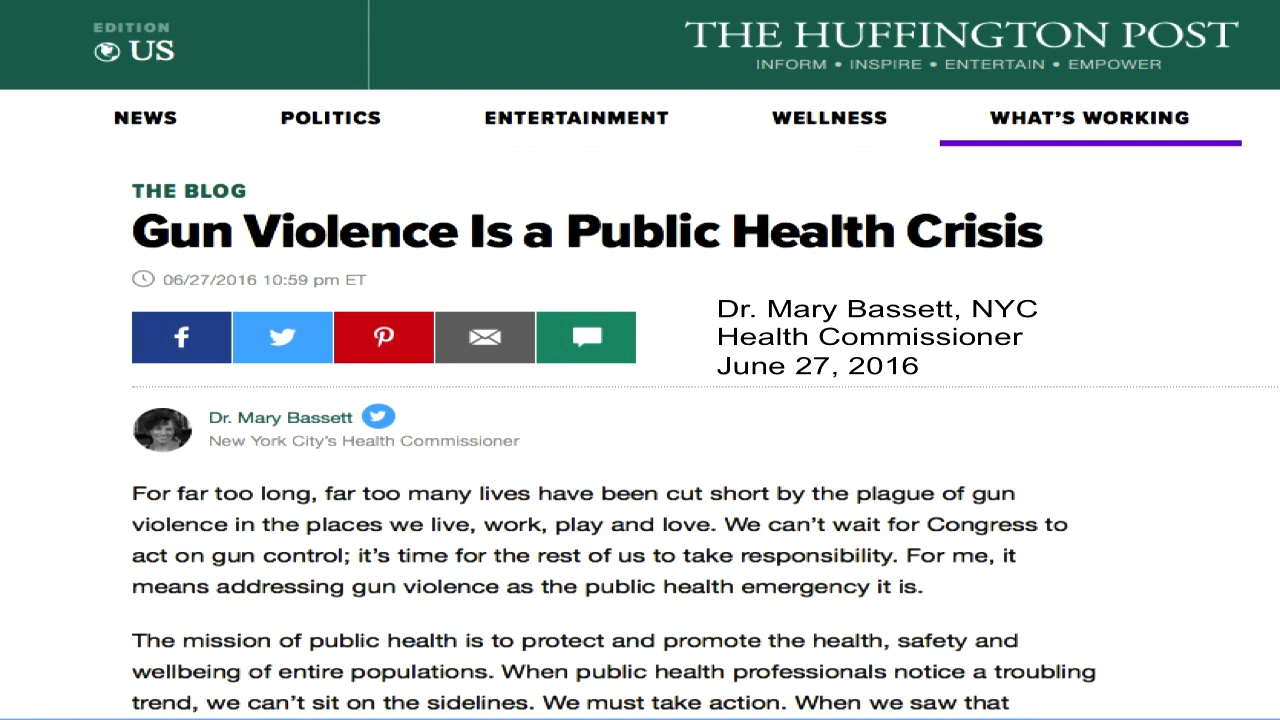 EDITION
US
THE HUFFINGTON POST
INFORM • INSPIRE • ENTERTAIN • EMPOWER
NEWS POLITICS ENTERTAINMENT WELLNESS WHAT'S WORKING
THE BLOG
Gun Violence Is a Public Health Crisis
06/27/2016 10:59 pm ET
Dr. Mary Bassett, NYC
Health Commissioner
June 27, 2016
Dr. Mary Bassett
New York City's Health Commissioner
For far too long, far too many lives have been cut short by the plague of gun
violence in the places we live, work, play and love. We can't wait for Congress to
act on gun control; it's time for the rest of us to take responsibility. For me, it
means addressing gun violence as the public health emergency it is.
The mission of public health is to protect and promote the health, safety and
wellbeing of entire populations. When public health professionals notice a troubling
trend, we can't sit on the sidelines. We must take action. When we saw that